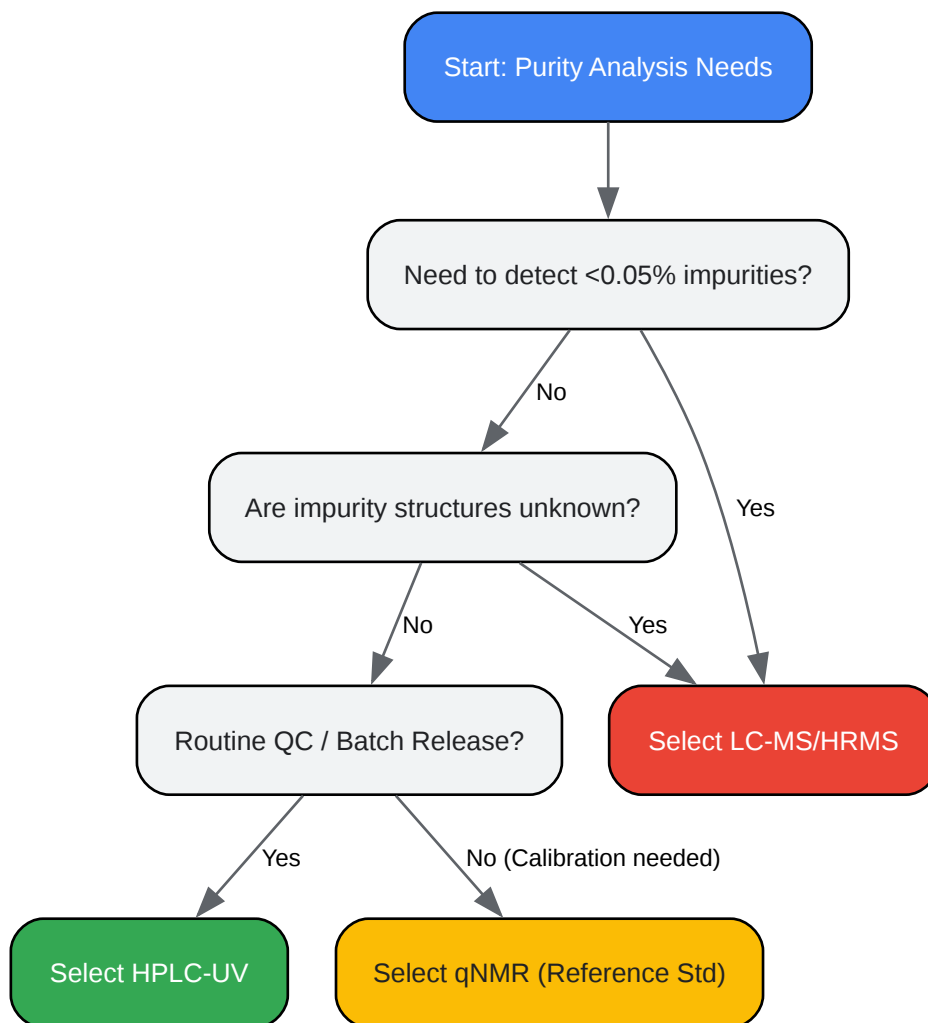 Start: Purity Analysis Needs
Need to detect <0.05% impurities?
No
Are impurity structures unknown?
Yes
No
Yes
Routine QC / Batch Release?
Select LC-MS/HRMS
Yes
No (Calibration needed)
Select HPLC-UV
Select qNMR (Reference Std)